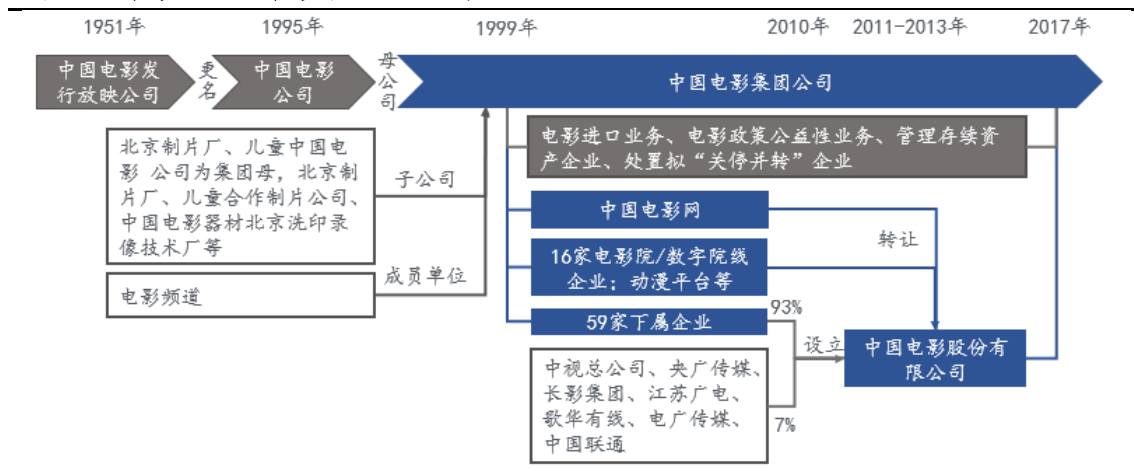 1951年
1995年
1999年
2010年
2011-2013年
2017年
中国电影发
行放映公司
更
名
中国电影
公司
母
公
司
中国电影集团公司
北京制片厂、儿童中国电
影 公司为集团母，北京制
片厂、儿童合作制片公司、
中国电影器材北京洗印录
像技术厂等
子公司
电影频道
成员单位
电影进口业务、电影政策公益性业务、管理存续资
产企业、处置拟“关停并转”企业
中国电影网
转让
16家电影院/数字院线
企业；动漫平台等
59家下属企业
93%
中视总公司、央广传媒、
长影集团、江苏广电、
歌华有线、电广传媒、
中国联通
7%
设立
中国电影股份有
限公司